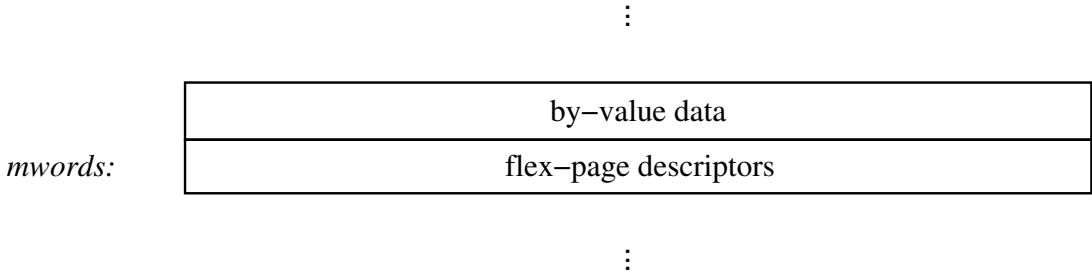 ⋮
by−value data
mwords: flex−page descriptors
⋮